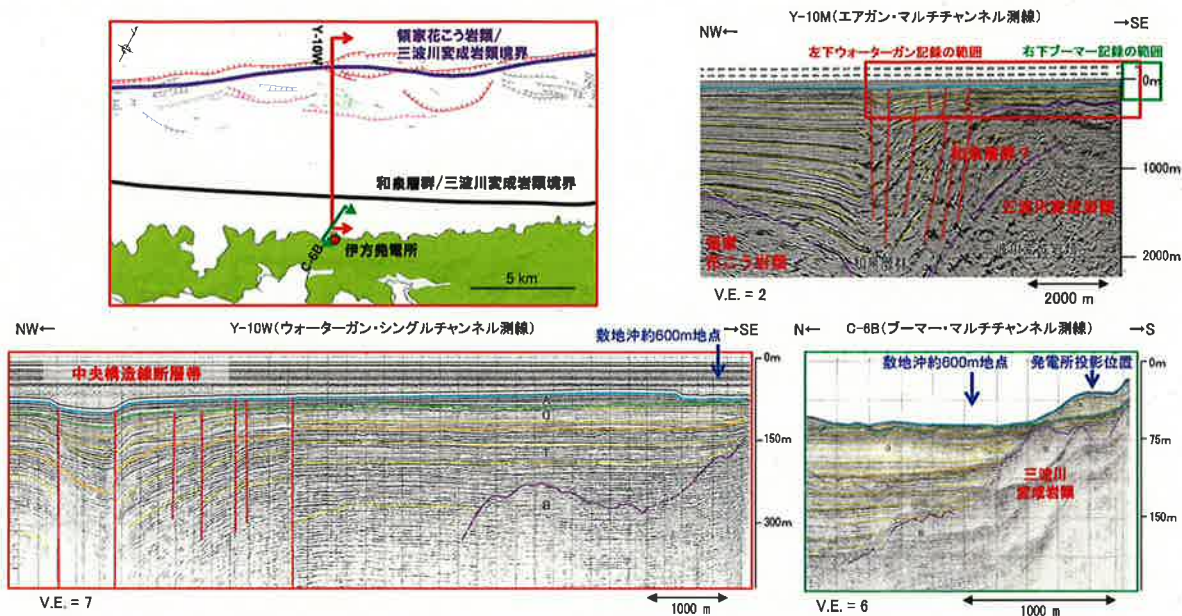 Y-10W
領家花こう岩類/
三波川変成岩類境界
和泉層群/三波川変成岩類境界
C-6B
伊方発電所
5 km
Y-10M(エアガン・マルチチャンネル測線)
NW←
→SE
左下ウォーターガン記録の範囲
右下ブーマー記録の範囲
0m
1000m
2000m
和泉層群?
三波川変成岩類
領家
花こう岩類
V.E. = 2
2000 m
NW←
Y-10W(ウォーターガン・シングルチャンネル測線)
→SE
敷地沖約600m地点
中央構造線断層帯
0m
150m
300m
V.E. = 7
1000 m
N←
C-6B(ブーマー・マルチチャンネル測線)
→S
敷地沖約600m地点
発電所投影位置
0m
75m
150m
三波川
変成岩類
V.E. = 6
1000 m